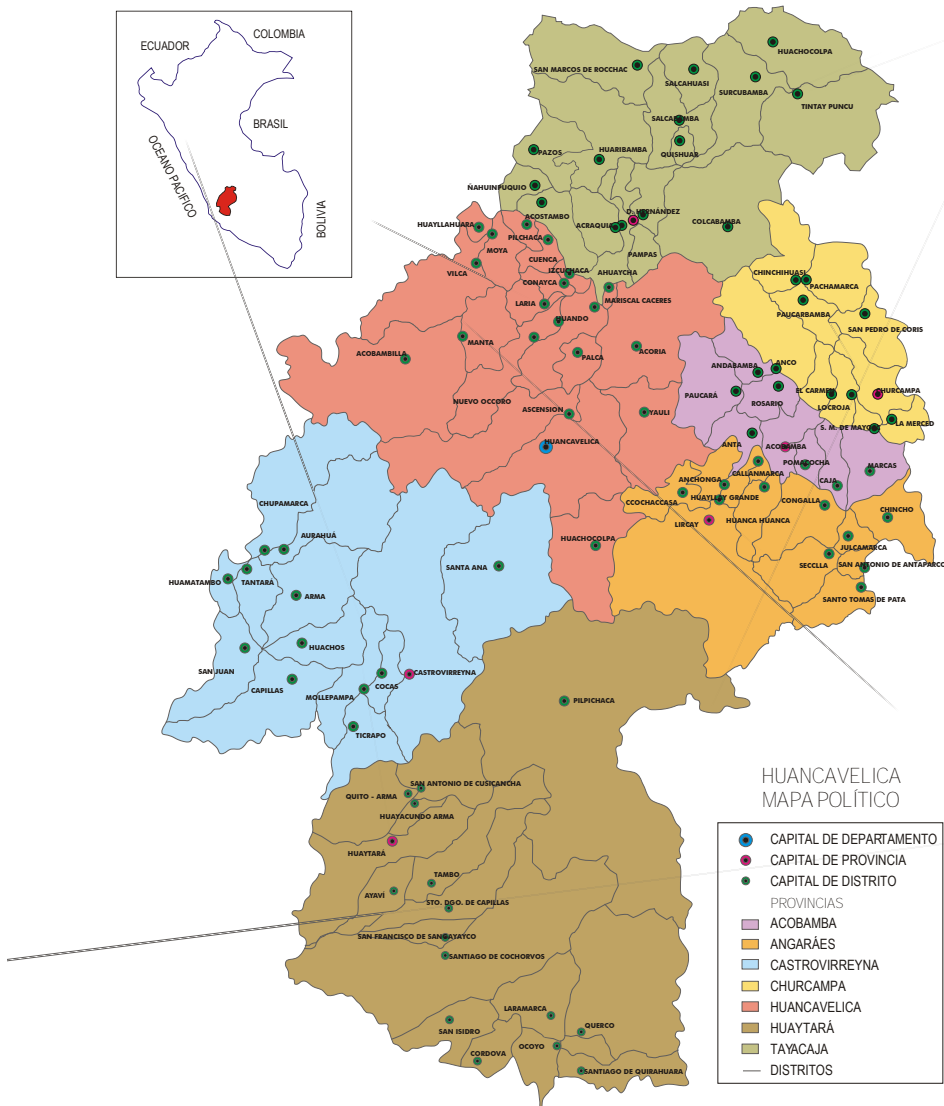 COLOMBIA
ECUADOR
BRASIL
OCEANO PACIFICO
BOLIVIA
HUACHOCOLPA
SAN MARCOS DE ROCCHAC
SALCAHUASI
SURCUBAMBA
TINTAY PUNCU
SALCABAMBA
QUISHUAR
PAZOS
HUARIBAMBA
ÑAHUINPUQUIO
ACOSTAMBO
D. HERNÁNDEZ
ACRAQUIA
COLCABAMBA
PAMPAS
AHUAYCHA
HUAYLLAHUARA
MOYA
PILCHACA
CUENCA
VILCA
IZCUCHACA
CONAYCA
LARIA
MARISCAL CACERES
HUANDO
MANTA
ACOBAMBILLA
PALCA
ACORIA
NUEVO OCCORO
ASCENSION
YAULI
HUANCAVELICA
HUACHOCOLPA
CHINCHIHUASI
PACHAMARCA
PAUCARBAMBA
SAN PEDRO DE CORIS
ANCO
EL CARMEN
CHURCAMPA
LOCROJA
LA MERCED
S. M. DE MAYOC
ANDABAMBA
PAUCARÁ
ROSARIO
ANTA
ACOBAMBA
POMACOCHA
CAJA
MARCAS
CALLANMARCA
ANCHONGA
CCOCHACCASA
HUAYLLAY GRANDE
CONGALLA
CHINCHO
LIRCAY
HUANCA HUANCA
JULCAMARCA
SECCLLA
SAN ANTONIO DE ANTAPARCO
SANTO TOMAS DE PATA
CHUPAMARCA
AURAHUÁ
HUAMATAMBO
TANTARA
ARMA
SANTA ANA
HUACHOS
SAN JUAN
CAPILLAS
MOLLEPAMPA
COCAS
CASTROVIRREYNA
TICRAPO
PILPICHACA
SAN ANTONIO DE CUSICANCHA
QUITO - ARMA
HUAYACUNDO ARMA
HUAYTARÁ
TAMBO
AYAVÍ
STO. DGO. DE CAPILLAS
SAN FRANCISCO DE SANGAYAYCO
SANTIAGO DE COCHORVOS
LARAMARCA
SAN ISIDRO
QUERCO
OCOYO
CORDOVA
SANTIAGO DE QUIRAHUARA
HUANCAVELICA
MAPA POLÍTICO
CAPITAL DE DEPARTAMENTO
CAPITAL DE PROVINCIA
CAPITAL DE DISTRITO
PROVINCIAS
ACOBAMBA
ANGARÁES
CASTROVIRREYNA
CHURCAMPA
HUANCAVELICA
HUAYTARÁ
TAYACAJA
DISTRITOS